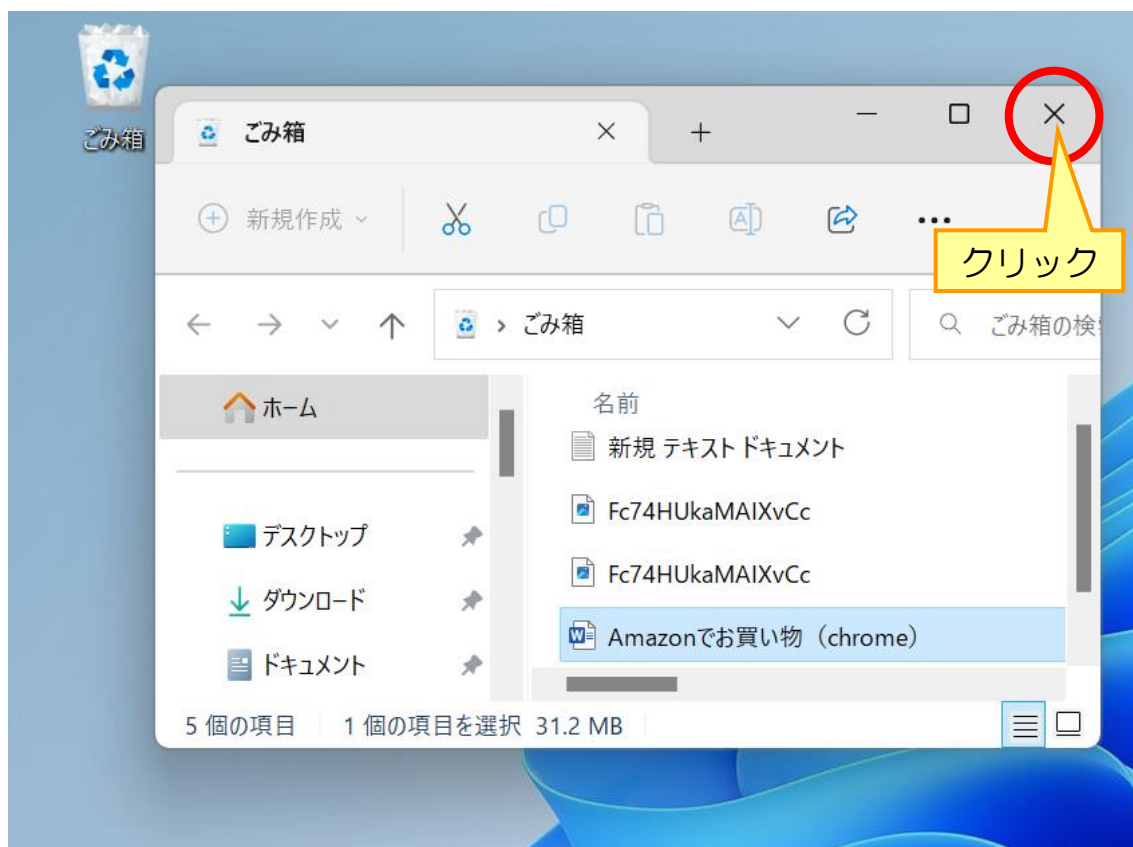 ごみ箱
ごみ箱
新規作成
クリック
ごみ箱
ごみ箱の検
ホーム
名前
新規 テキスト ドキュメント
デスクトップ
Fc74HUkaMAIXvCc
ダウンロード
Fc74HUkaMAIXvCc
ドキュメント
Amazonでお買い物（chrome）
5 個の項目 1 個の項目を選択 31.2 MB